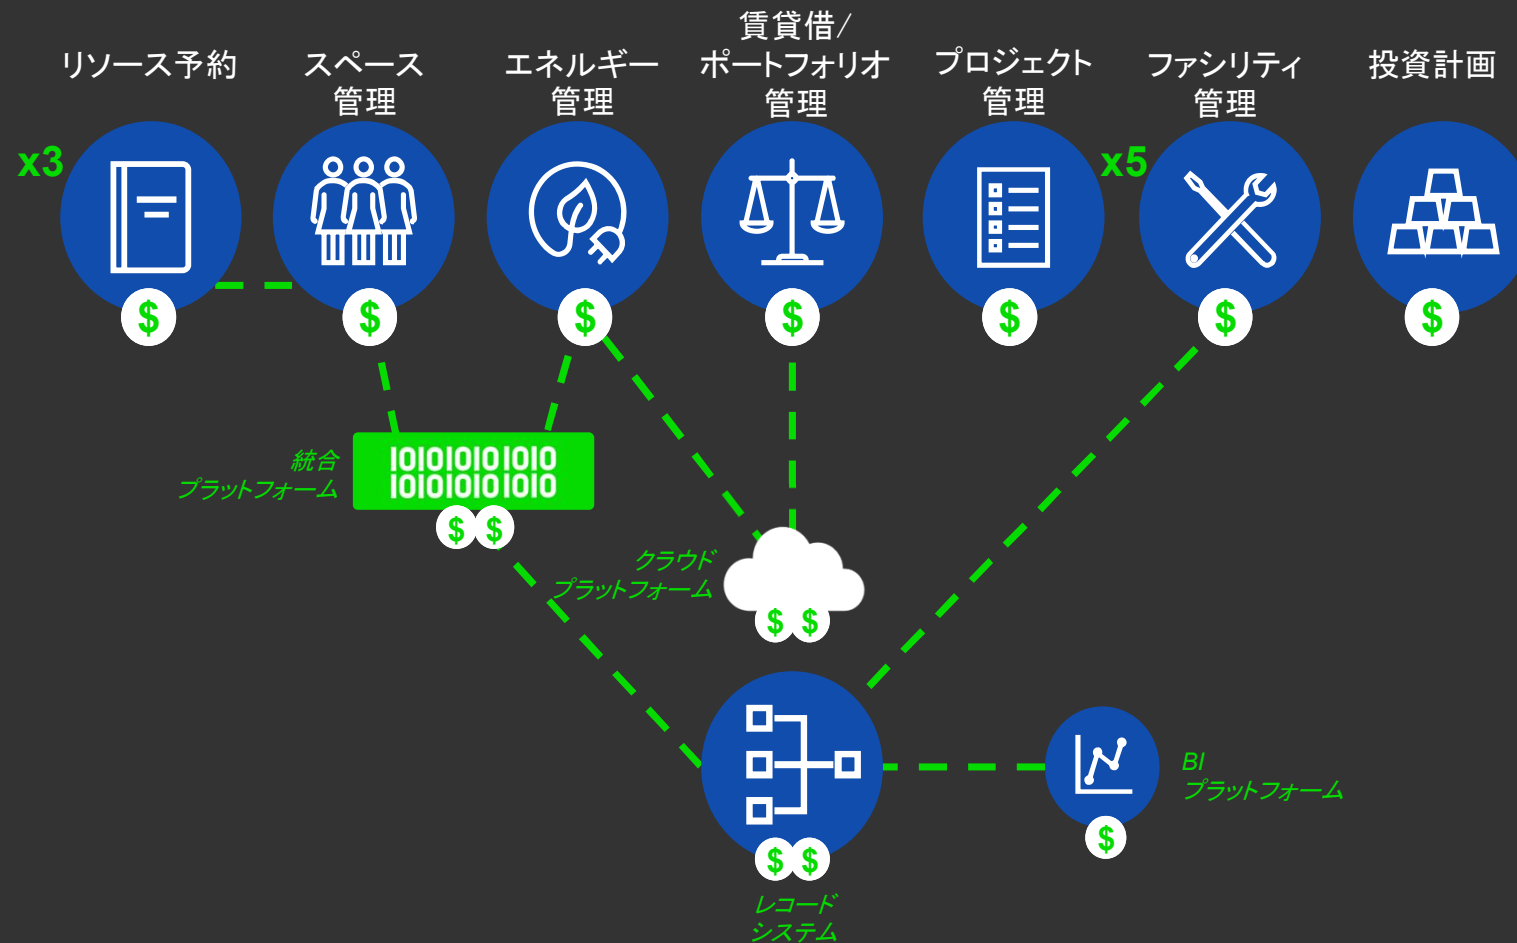 リソース予約
スペース
管理
エネルギー
管理
賃貸借/
ポートフォリオ
管理
プロジェクト
管理
ファシリティ
管理
投資計画
x3
x5
$
$
$
$
$
$
$
統合
プラットフォーム
10101010 1010
10101010 1010
$ $
クラウド
プラットフォーム
$ $
BI
プラットフォーム
$
$ $
レコード
システム